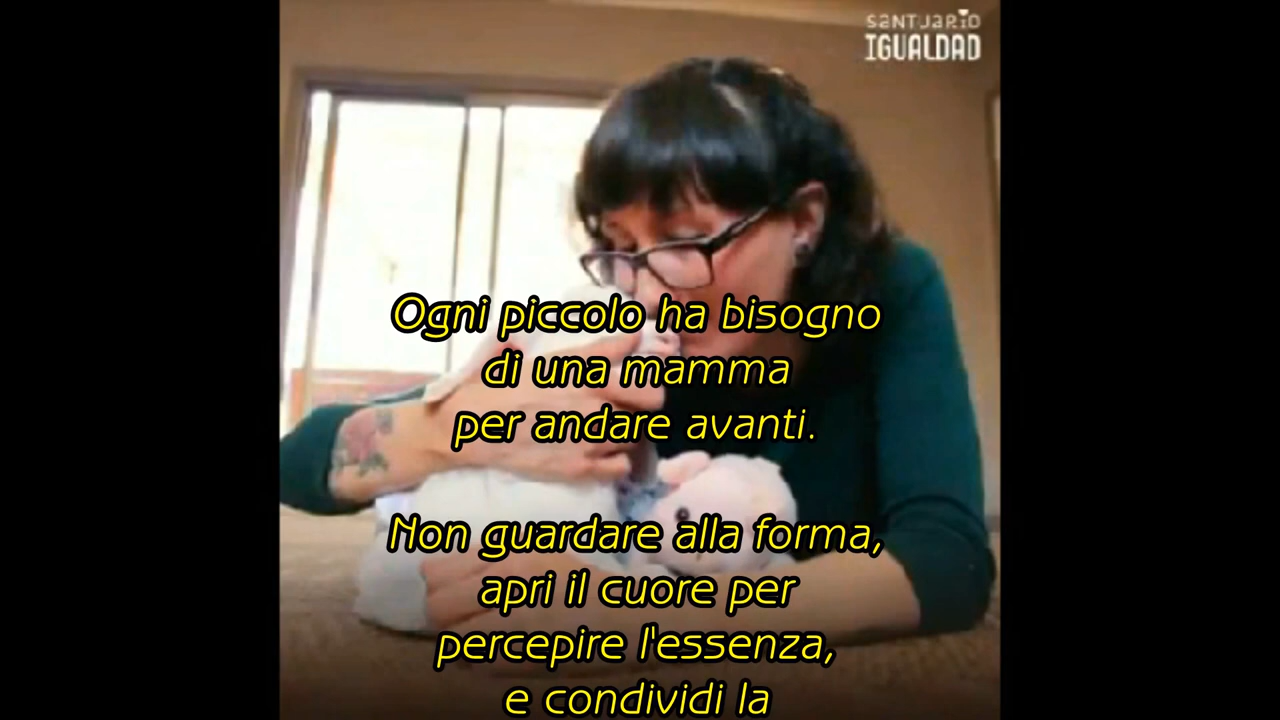 SANTUARIO
IGUALDAD
Ogni piccolo ha bisogno
di una mamma
per andare avanti.
Non guardare alla forma,
apri il cuore per
percepire l'essenza,
e condividi la